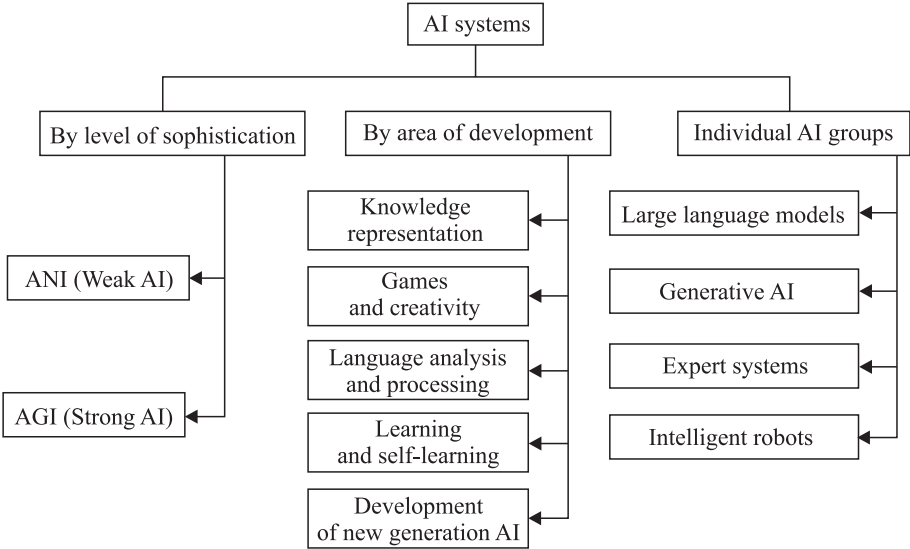 AI systems
By level of sophistication
By area of development
Individual AI groups
ANI (Weak AI)
AGI (Strong AI)
Knowledge
representation
Games
and creativity
Language analysis
and processing
Learning
and self-learning
Development
of new generation AI
Large language models
Generative AI
Expert systems
Intelligent robots